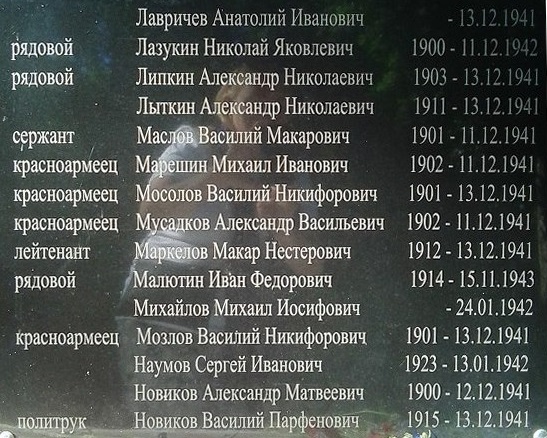 Лавричев Анатолий Иванович - 13.12.1941
рядовой Лазукин Николай Яковлевич 1900 - 11.12.1942
рядовой Липкин Александр Николаевич 1903 - 13.12.1941
Лыткин Александр Николаевич 1911 - 13.12.1941
сержант Маслов Василий Макарович 1901 - 11.12.1941
красноармеец Марешин Михаил Иванович 1902 - 11.12.1941
красноармеец Мосолов Василий Никифорович 1901 - 13.12.1941
красноармеец Мусадков Александр Васильевич 1902 - 11.12.1941
лейтенант Маркелов Макар Нестерович 1912 - 13.12.1941
рядовой Малютин Иван Федорович 1914 - 15.11.1943
Михайлов Михаил Иосифович - 24.01.1942
красноармеец Мозлов Василий Никифорович 1901 - 13.12.1941
Наумов Сергей Иванович 1923 - 13.01.1942
Новиков Александр Матвеевич 1900 - 12.12.1941
политрук Новиков Василий Парфенович 1915 - 13.12.1941